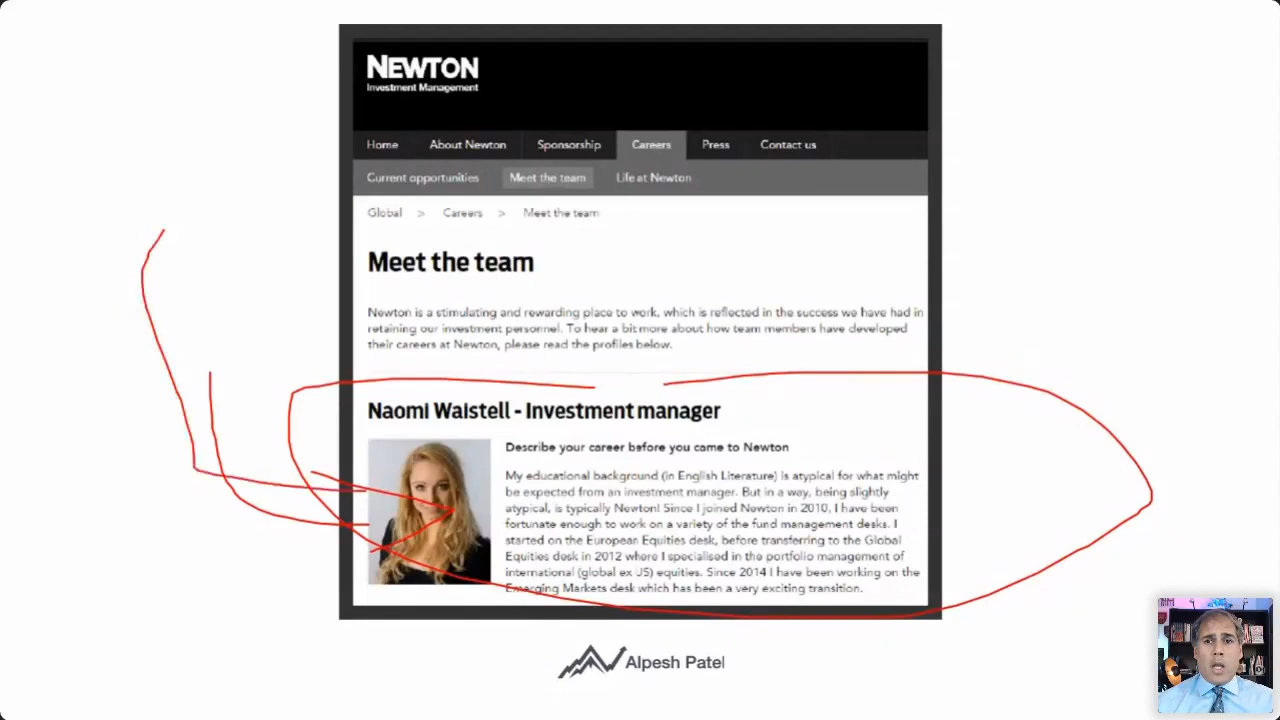 NEWTON
Investment Management
Home About Newton Sponsorship Careers Press Contact us
Current opportunities Meet the team Life at Newton
Global > Careers > Meet the team
Meet the team
Newton is a stimulating and rewarding place to work, which is reflected in the success we have had in
retaining our investment personnel. To hear a bit more about how team members have developed
their careers at Newton, please read the profiles below.
Naomi Waistell - Investment manager
Describe your career before you came to Newton
My educational background (in English Literature) is atypical for what might
be expected from an investment manager. But in a way, being slightly
atypical, is typically Newton! Since I joined Newton in 2010, I have been
fortunate enough to work on a variety of the fund management desks. I
started on the European Equities desk, before transferring to the Global
Equities desk in 2012 where I specialised in the portfolio management of
international (global ex US) equities. Since 2014 I have been working on the
Emerging Markets desk which has been a very exciting transition.
Alpesh Patel